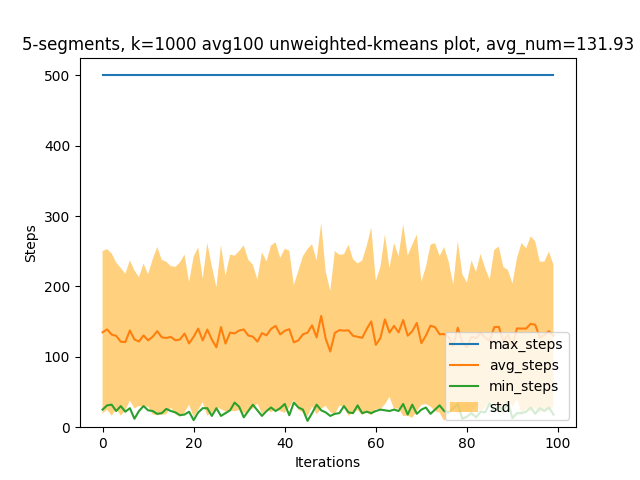 5-segments, k=1000 avg100 unweighted-kmeans plot, avg_num=131.93
500
400
300
200
100
0
Steps
0 20 40 60 80 100
Iterations
max_steps
avg_steps
min_steps
std